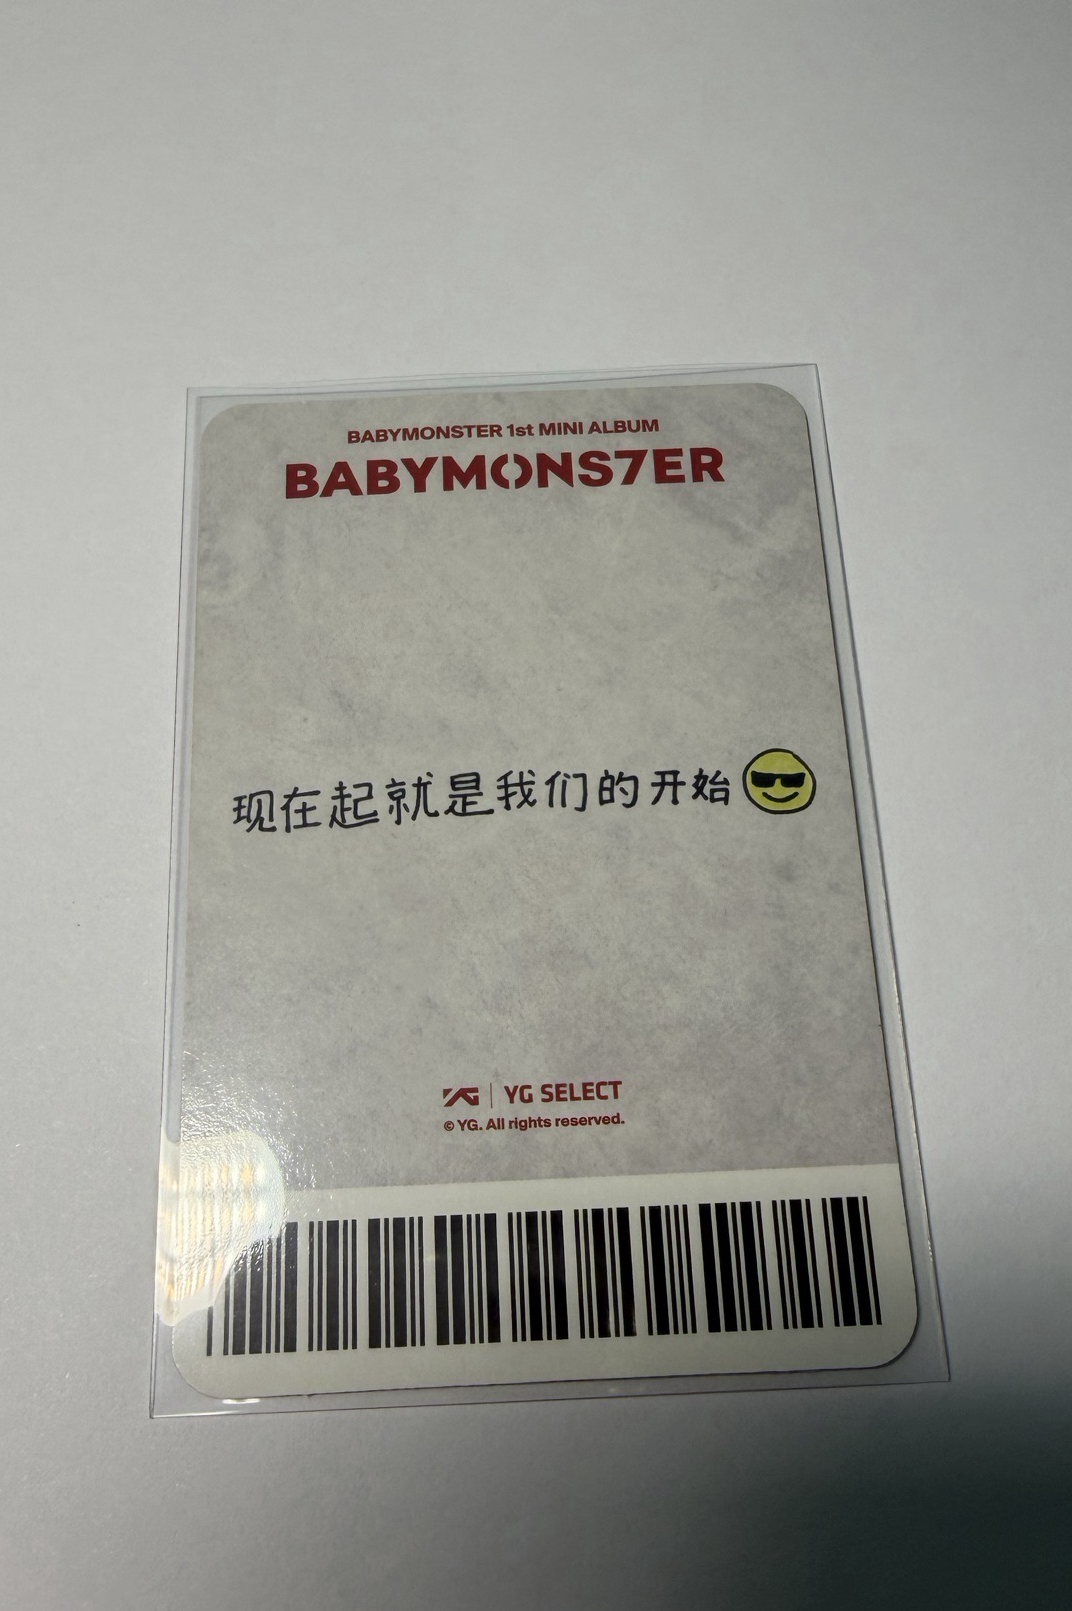 BABYMONSTER 1st MINI ALBUM
BABYMONS7ER
现在起就是我们的开始
YG | YG SELECT
© YG. All rights reserved.